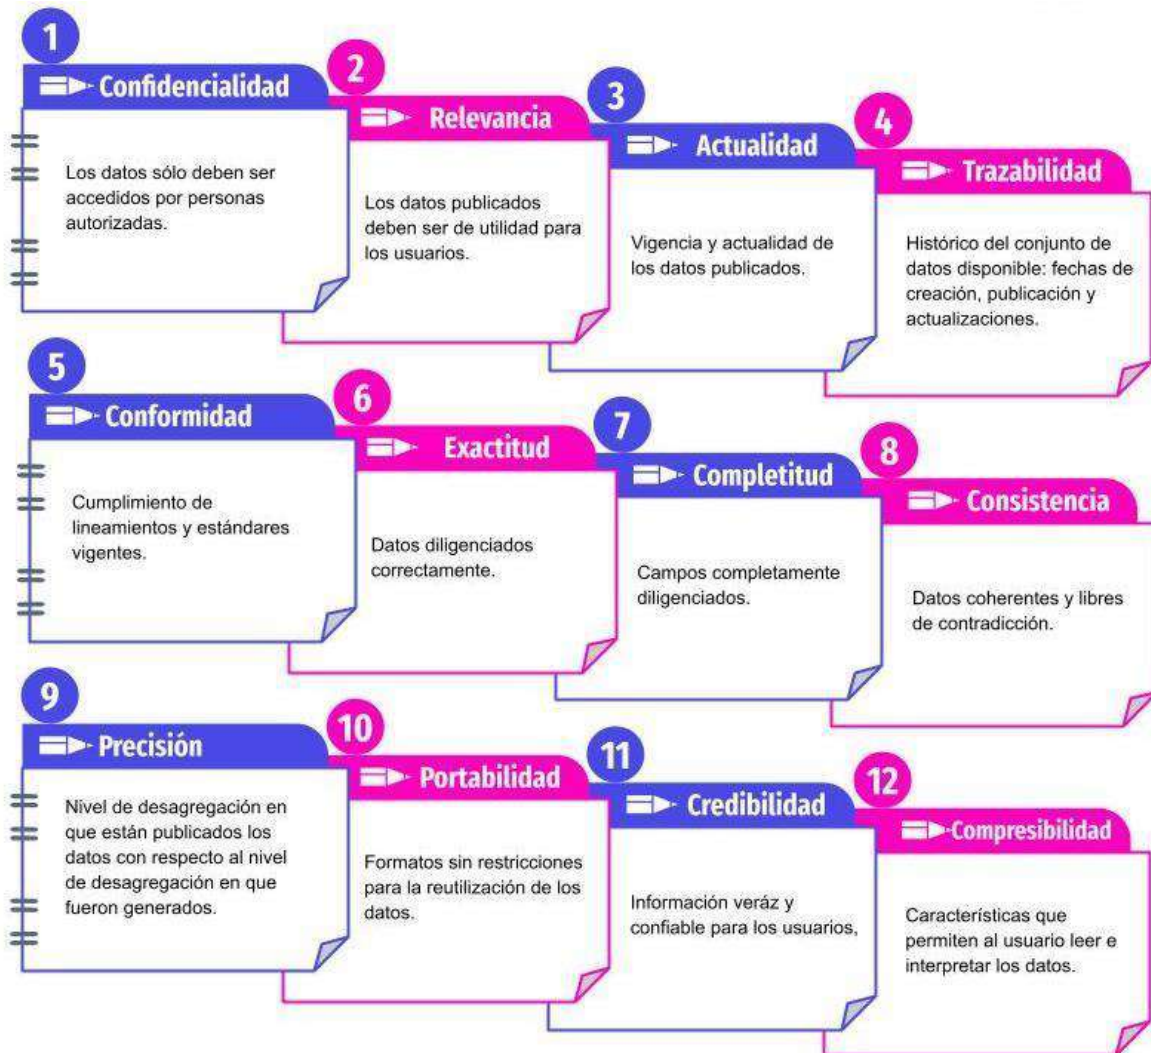 1
Confidencialidad
Los datos sólo deben ser
accedidos por personas
autorizadas.
2
Relevancia
Los datos publicados
deben ser de utilidad para
los usuarios.
3
Actualidad
Vigencia y actualidad de
los datos publicados.
4
Trazabilidad
Histórico del conjunto de
datos disponible: fechas de
creación, publicación y
actualizaciones.
5
Conformidad
Cumplimiento de
lineamientos y estándares
vigentes.
6
Exactitud
Datos diligenciados
correctamente.
7
Completitud
Campos completamente
diligenciados.
8
Consistencia
Datos coherentes y libres
de contradicción.
9
Precisión
Nivel de desagregación en
que están publicados los
datos con respecto al nivel
de desagregación en que
fueron generados.
10
Portabilidad
Formatos sin restricciones
para la reutilización de los
datos.
11
Credibilidad
Información veráz y
confiable para los usuarios,
12
Compresibilidad
Características que
permiten al usuario leer e
interpretar los datos.